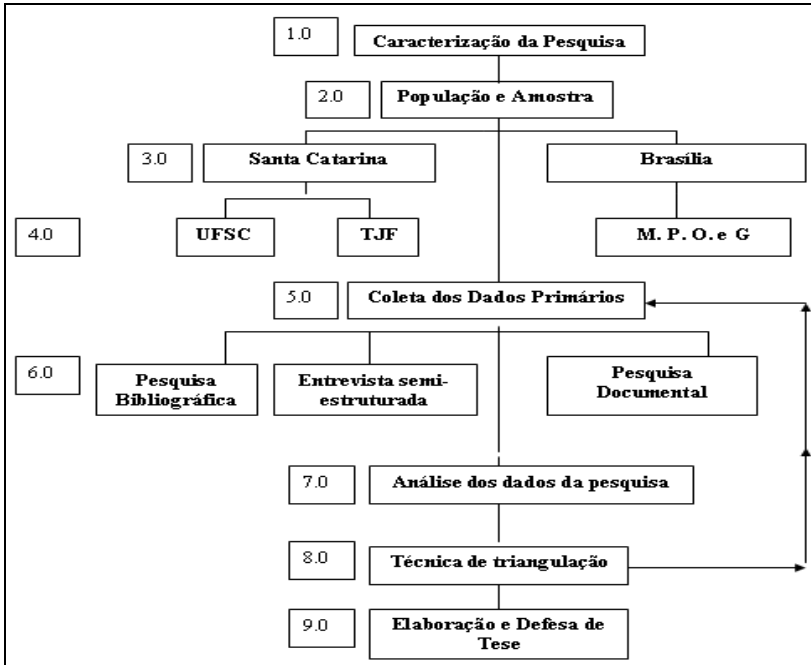 1.0
Caracterização da Pesquisa
2.0
População e Amostra
3.0
Santa Catarina
Brasília
4.0
UFSC
TJF
M. P. O. e G
5.0
Coleta dos Dados Primários
6.0
Pesquisa
Bibliográfica
Entrevista semi-
estruturada
Pesquisa
Documental
7.0
Análise dos dados da pesquisa
8.0
Técnica de triangulação
9.0
Elaboração e Defesa de
Tese